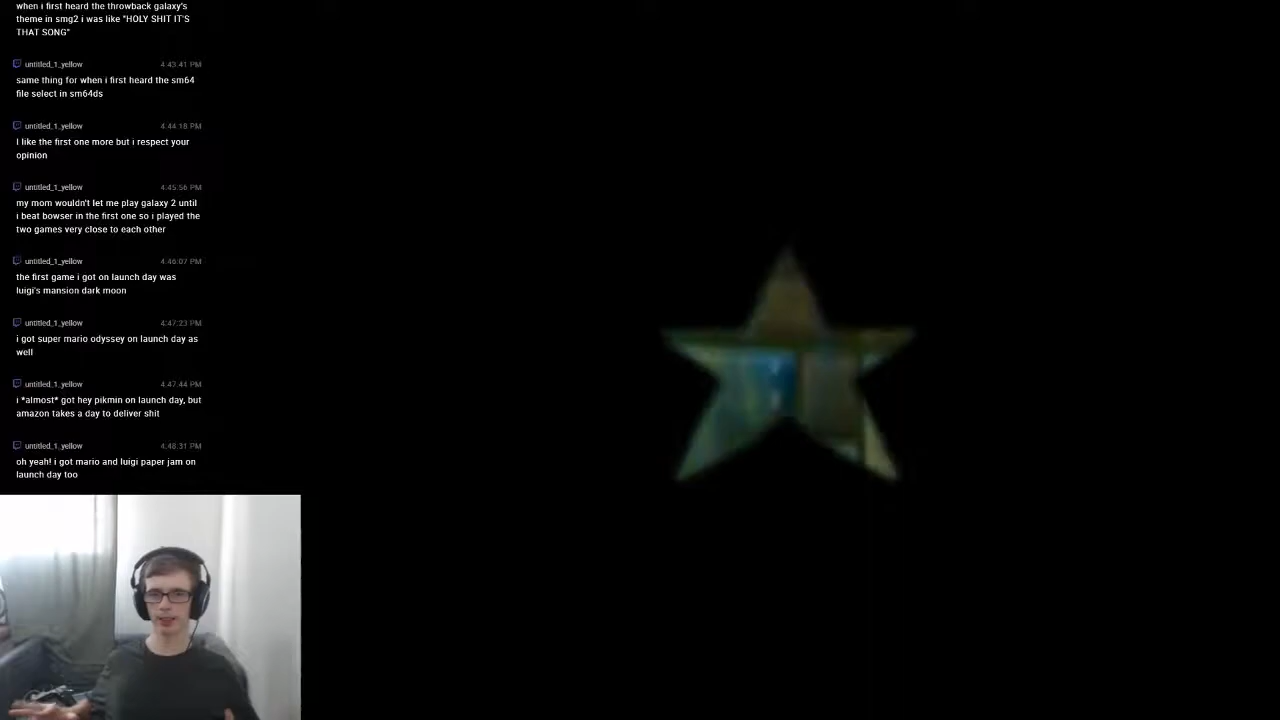 when i first heard the throwback galaxy's
theme in smg2 i was like "HOLY SHIT IT'S
THAT SONG"
untitled_1_yellow 4:43:41 PM
same thing for when i first heard the sm64
file select in sm64ds
untitled_1_yellow 4:44:18 PM
I like the first one more but i respect your
opinion
untitled_1_yellow 4:45:56 PM
my mom wouldn't let me play galaxy 2 until
i beat bowser in the first one so i played the
two games very close to each other
untitled_1_yellow 4:46:07 PM
the first game i got on launch day was
luigi's mansion dark moon
untitled_1_yellow 4:47:23 PM
i got super mario odyssey on launch day as
well
untitled_1_yellow 4:47:44 PM
i *almost* got hey pikmin on launch day, but
amazon takes a day to deliver shit
untitled_1_yellow 4:48:31 PM
oh yeah! i got mario and luigi paper jam on
launch day too